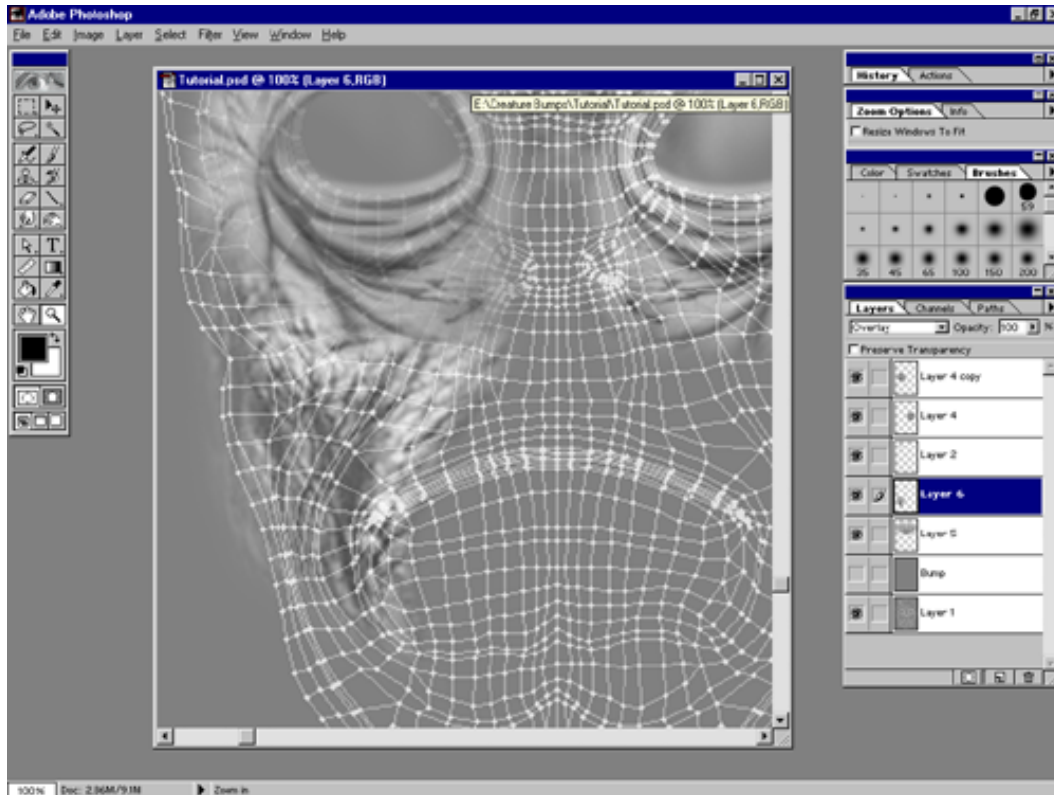 Adobe Photoshop
File Edit Image Layer Select Filter View Window Help
Tutorial.psd @ 100% (Layer 6,RGB)
E:\Creature Bumps\Tutorial\Tutorial.psd @ 100% (Layer 6,RGB)
History Actions
Zoom Options Info
Resize Windows To Fit
Color Swatches Brushes
59
35 45 65 100 150 200
Layers Channels Paths
Overlay Opacity: 100 %
Preserve Transparency
Layer 4 copy
Layer 4
Layer 2
Layer 6
Layer 5
Bump
Layer 1
T
100% Doc: 2.06M/9.1M Zoom in